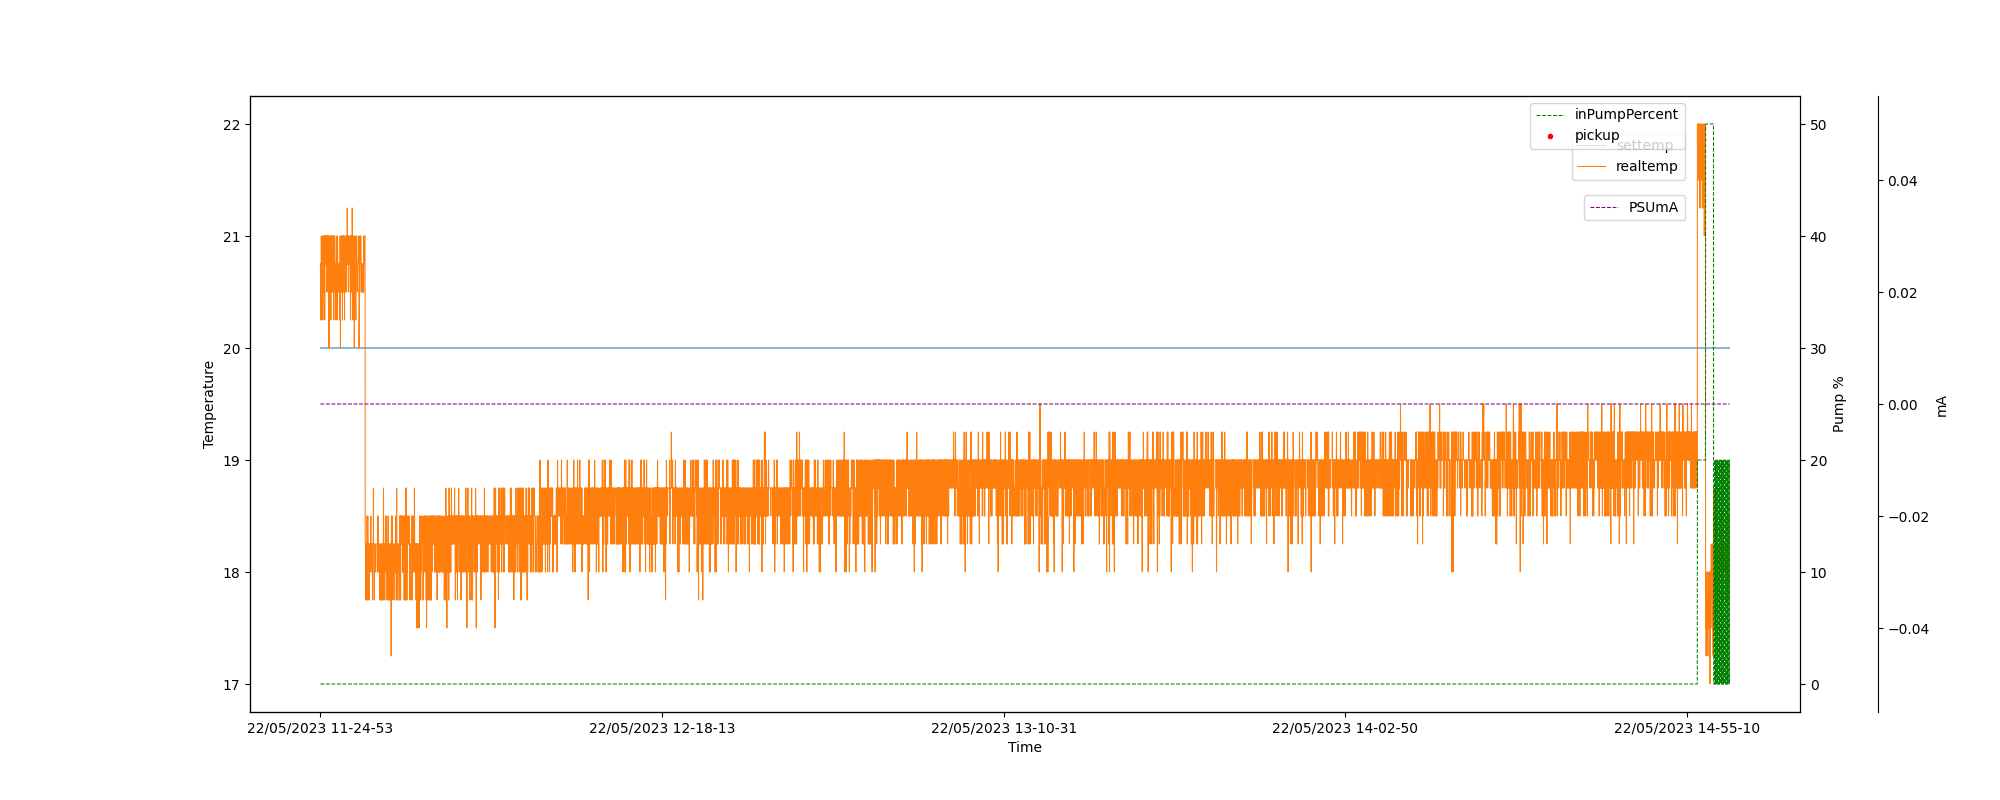 inPumpPercent
pickup
settemp
realtemp
PSUmA
22
21
20
19
18
17
Temperature
50
40
30
20
10
0
Pump %
0.04
0.02
0.00
−0.02
−0.04
mA
22/05/2023 11-24-53
22/05/2023 12-18-13
22/05/2023 13-10-31
22/05/2023 14-02-50
22/05/2023 14-55-10
Time